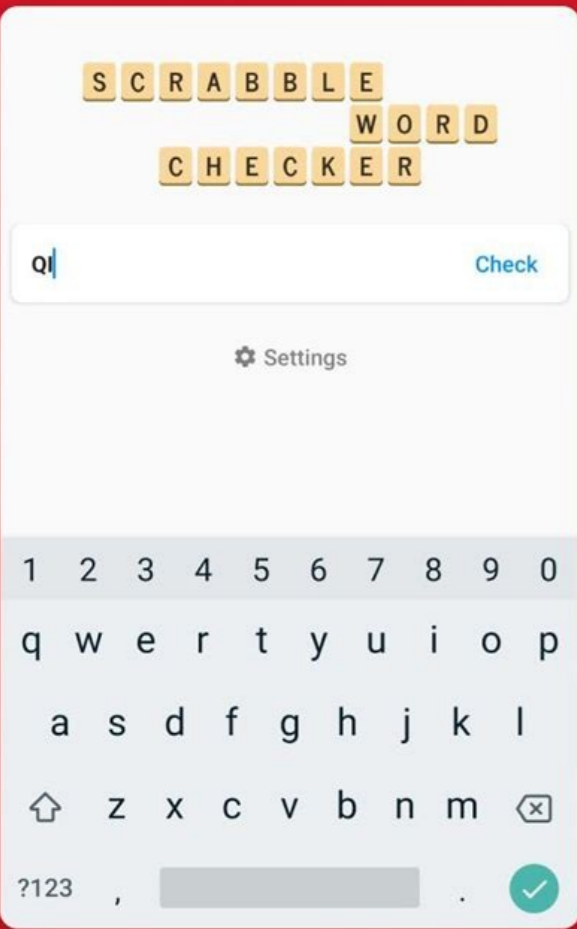 SCRABBLE
WORD
CHECKER
QI Check
Settings
1 2 3 4 5 6 7 8 9 0
q w e r t y u i o p
a s d f g h j k l
z x c v b n m
?123 , .